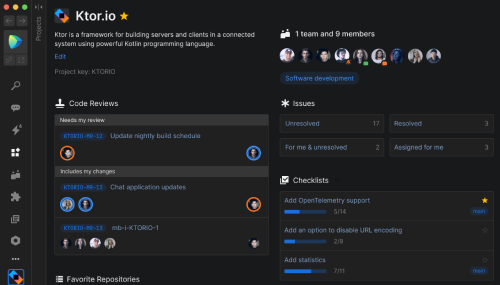 Projects
Ktor.io
Ktor is a framework for building servers and clients in a connected
system using powerful Kotlin programming language.
Edit
Project key: KTORIO
1 team and 9 members
Software development
Code Reviews
Needs my review
KTORIO-MR-12 Update nightly build schedule
Includes my changes
KTORIO-MR-13 Chat application updates
KTORIO-MR-12 mb-i-KTORIO-1
Favorite Repositories
Issues
Unresolved 17
Resolved 3
For me & unresolved 2
Assigned for me 3
Checklists
Add OpenTelemetry support
5/14 main
Add an option to disable URL encoding
2/8
Add statistics
7/11 main